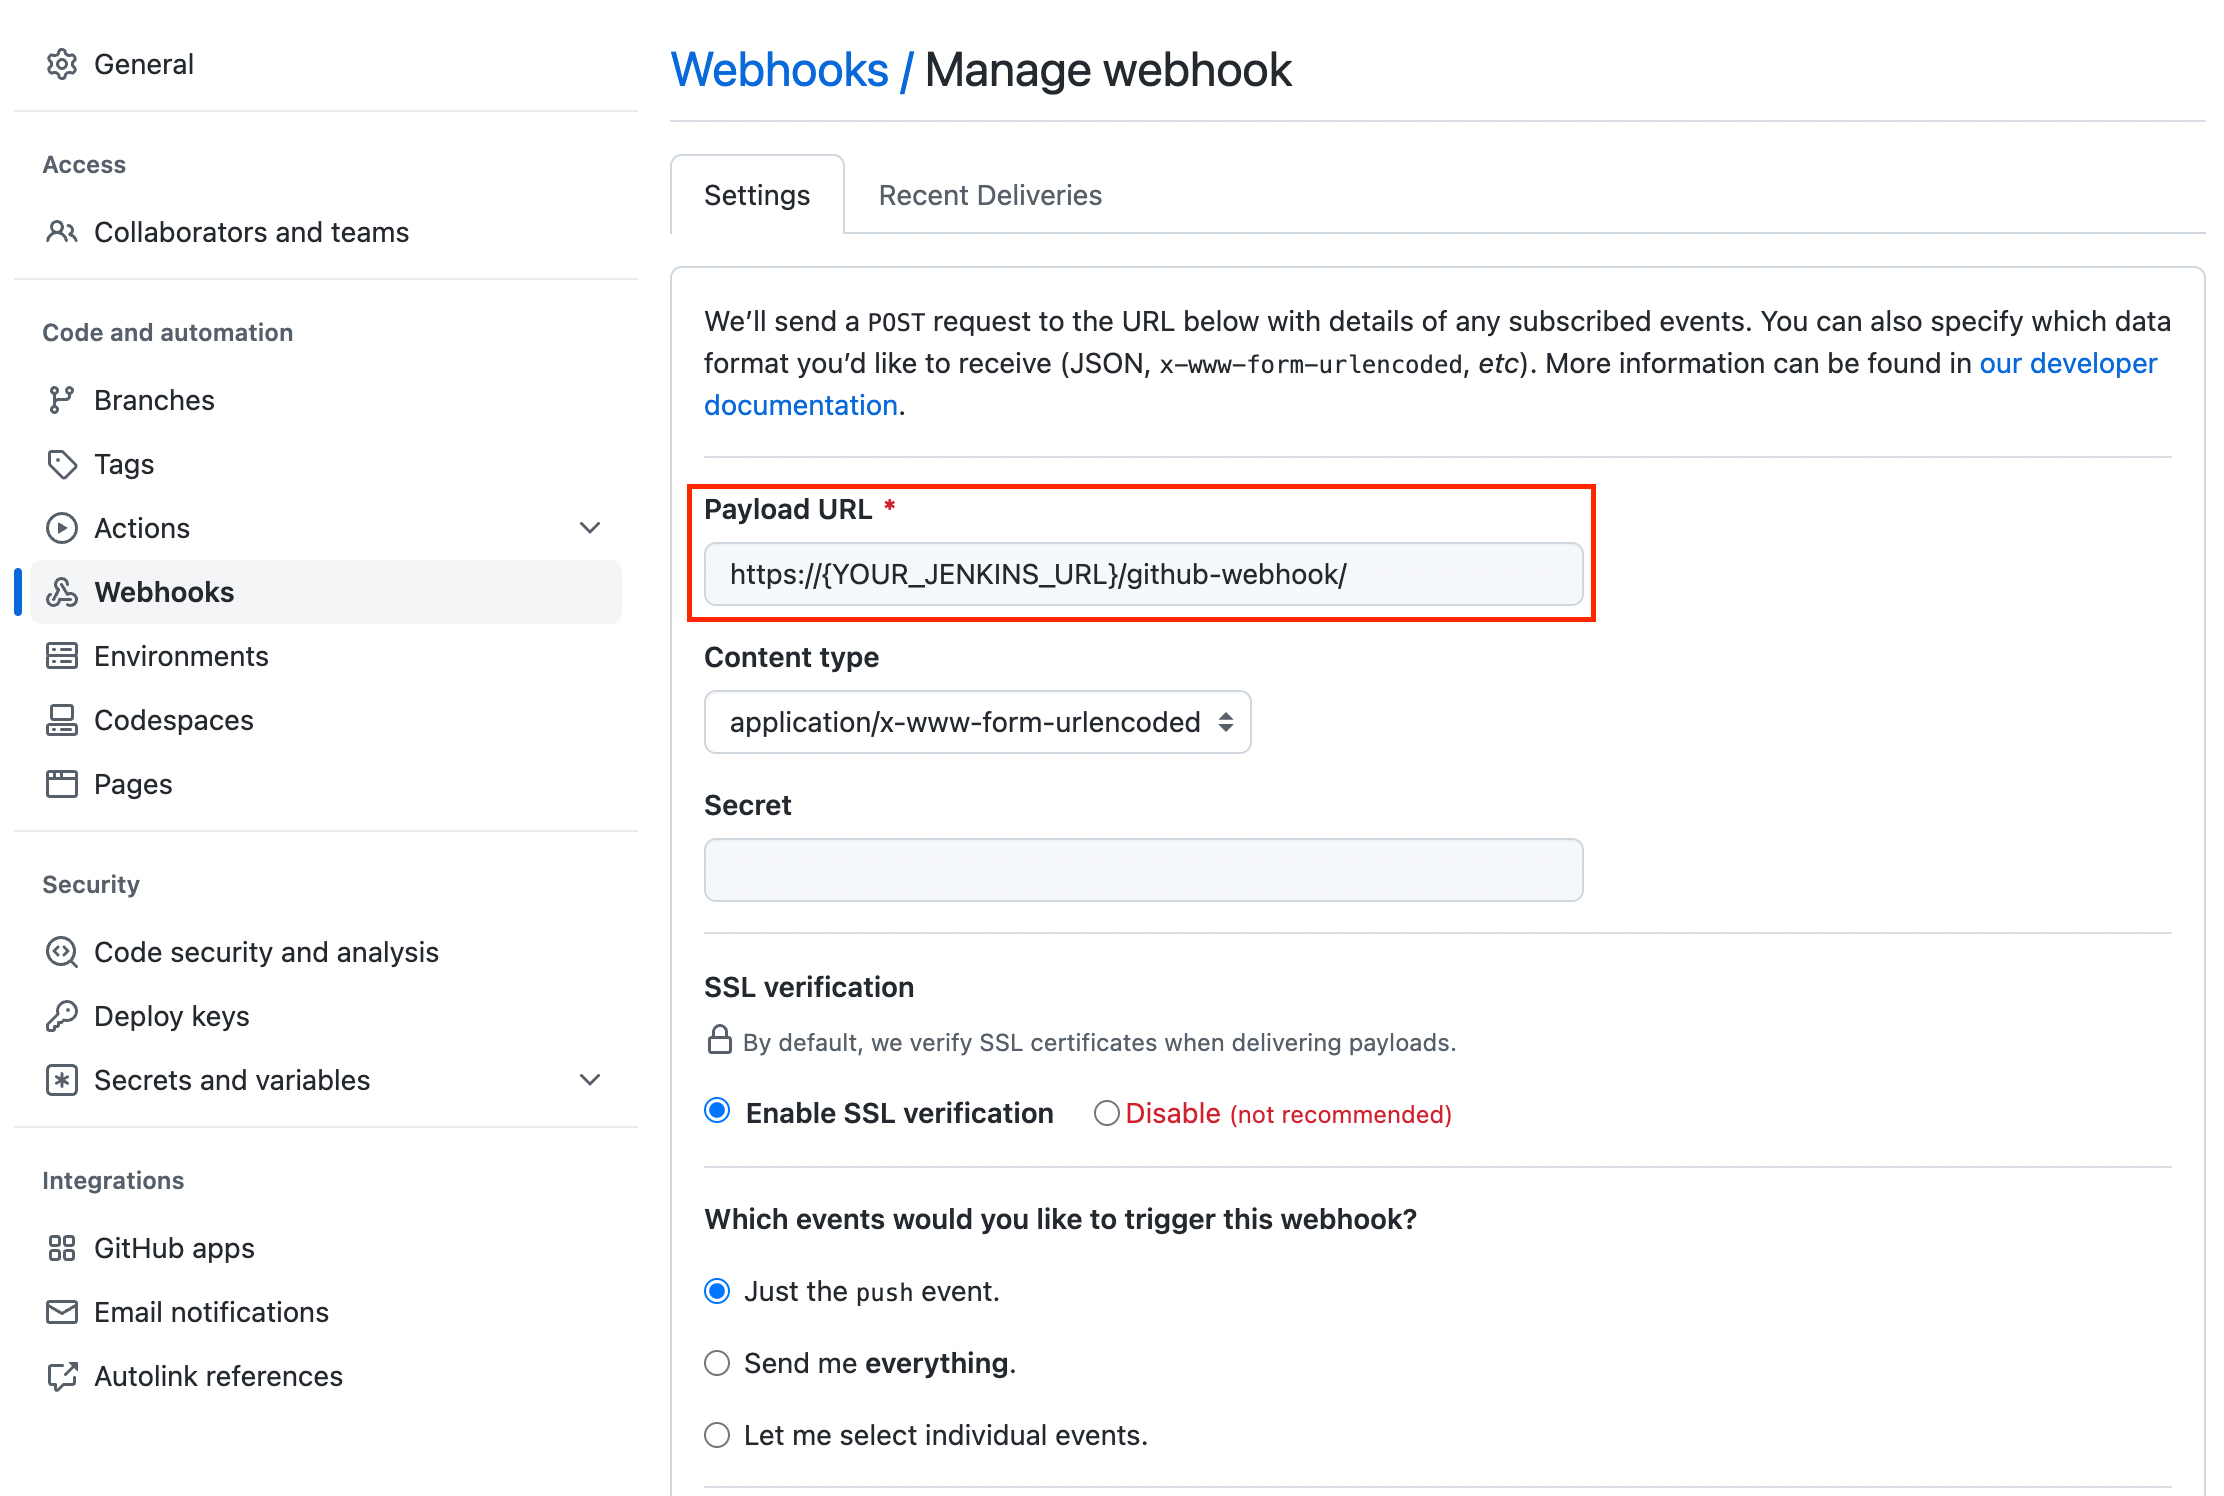 General
Access
Collaborators and teams
Code and automation
Branches
Tags
Actions
Webhooks
Environments
Codespaces
Pages
Security
Code security and analysis
Deploy keys
Secrets and variables
Integrations
GitHub apps
Email notifications
Autolink references
Webhooks / Manage webhook
Settings
Recent Deliveries
We’ll send a POST request to the URL below with details of any subscribed events. You can also specify which data
format you’d like to receive (JSON, x-www-form-urlencoded, etc). More information can be found in our developer
documentation.
Payload URL *
https://{YOUR_JENKINS_URL}/github-webhook/
Content type
application/x-www-form-urlencoded
Secret
SSL verification
By default, we verify SSL certificates when delivering payloads.
Enable SSL verification Disable (not recommended)
Which events would you like to trigger this webhook?
Just the push event.
Send me everything.
Let me select individual events.